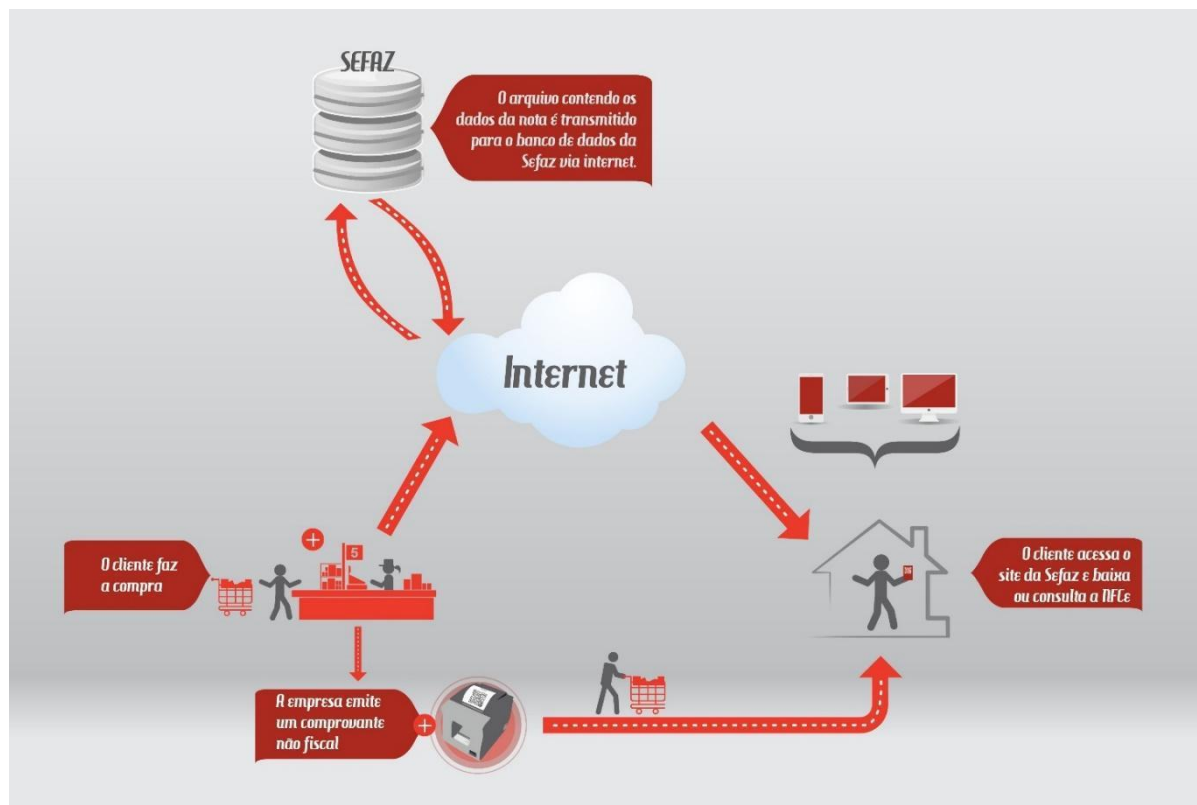 SEFAZ
O arquivo contendo os
dados da nota é transmitido
para o banco de dados da
Sefaz via internet.
Internet
5
O cliente faz
a compra
O cliente acessa o
site da Sefaz e baixa
ou consulta a NFCe
A empresa emite
um comprovante
não fiscal